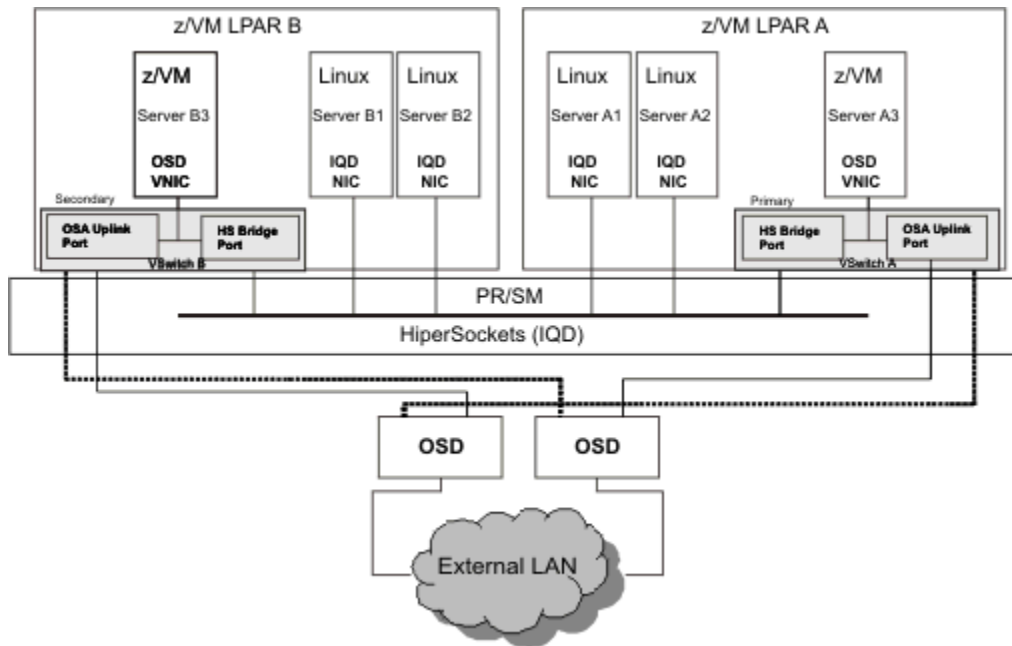 z/VM LPAR B
z/VM LPAR A
z/VM
Server B3
OSD
VNIC
Linux
Server B1
IQD
NIC
Linux
Server B2
IQD
NIC
Linux
Server A1
IQD
NIC
Linux
Server A2
IQD
NIC
z/VM
Server A3
OSD
VNIC
Secondary
OSA Uplink
Port
HS Bridge
Port
VSwitch B
Primary
HS Bridge
Port
OSA Uplink
Port
VSwitch A
PR/SM
HiperSockets (IQD)
OSD
OSD
External LAN